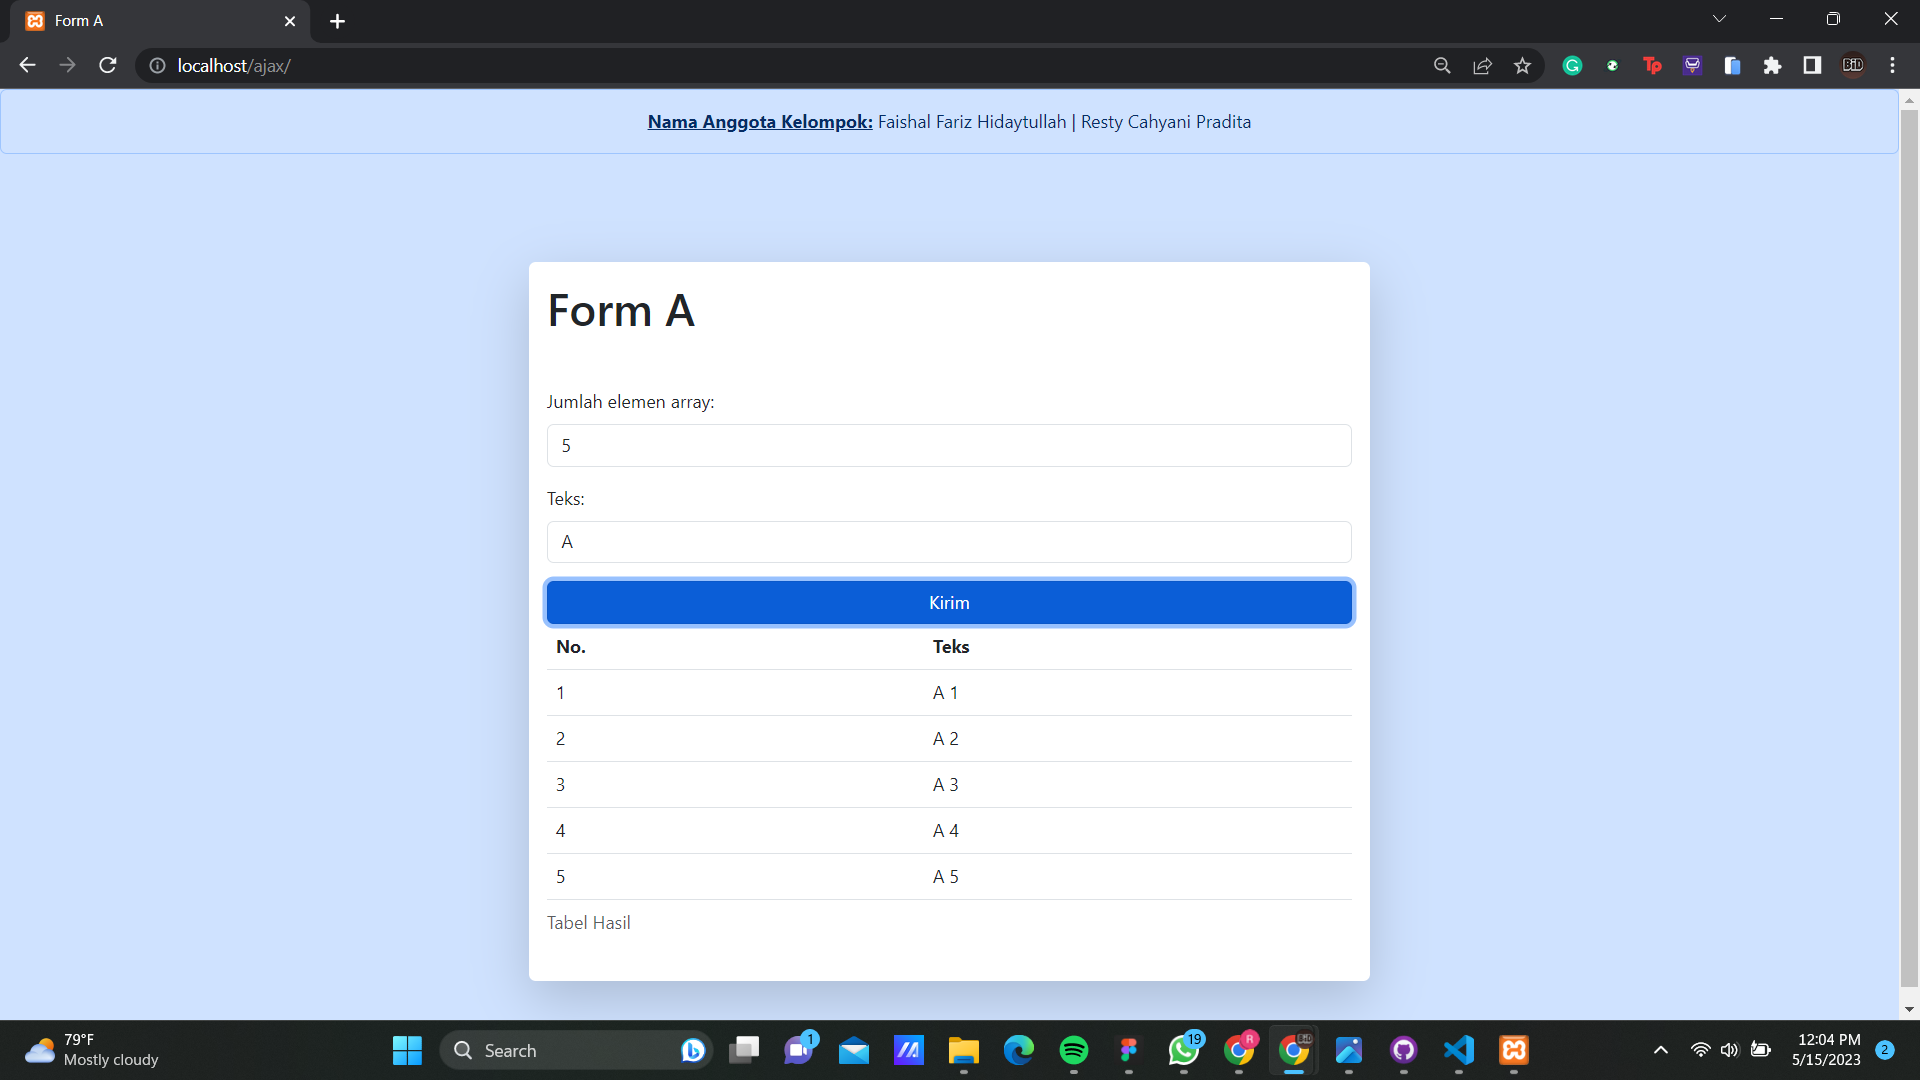 Form A
localhost/ajax/
Nama Anggota Kelompok: Faishal Fariz Hidaytullah | Resty Cahyani Pradita
Form A
Jumlah elemen array:
5
Teks:
A
Kirim
No. Teks
1 A 1
2 A 2
3 A 3
4 A 4
5 A 5
Tabel Hasil
79°F
Mostly cloudy
Search
1
19
R
12:04 PM
5/15/2023
2